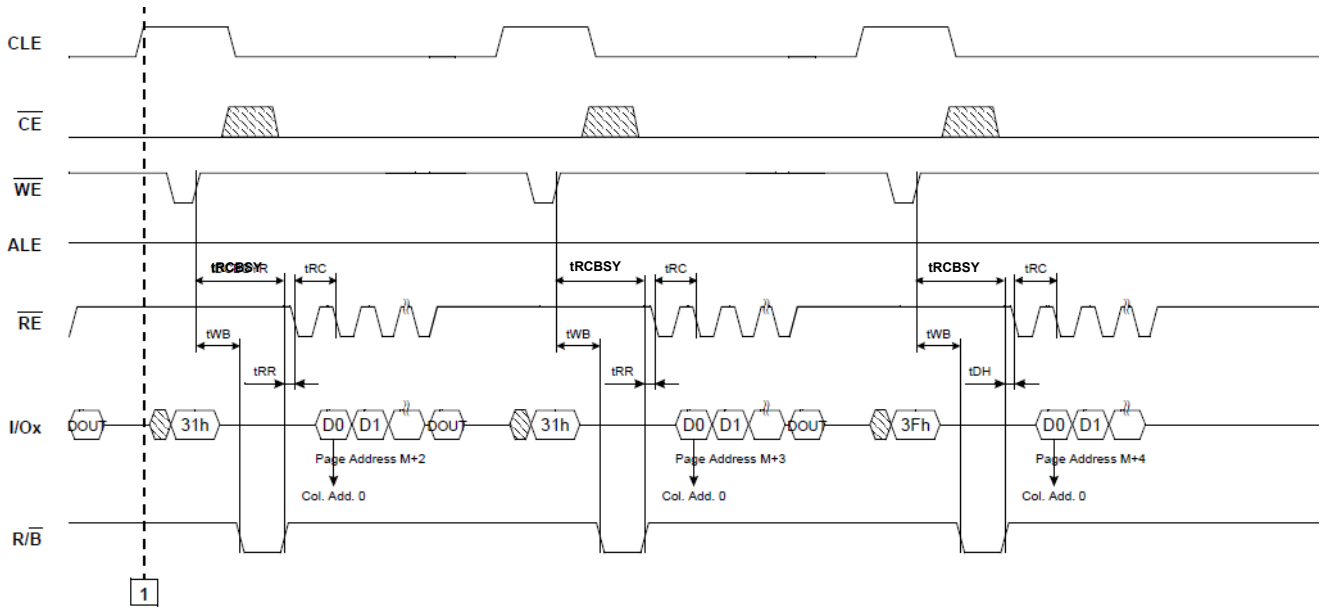 CLE
CE
WE
ALE
tRCBSY tRC tRCBSY tRC tRCBSY tRC
RE
tWB tWB tWB
tRR tRR tDH
I/Ox DOUT 31h D0 D1 DOUT 31h D0 D1 DOUT 3Fh D0 D1
Page Address M+2 Page Address M+3 Page Address M+4
Col. Add. 0 Col. Add. 0 Col. Add. 0
R/B
1